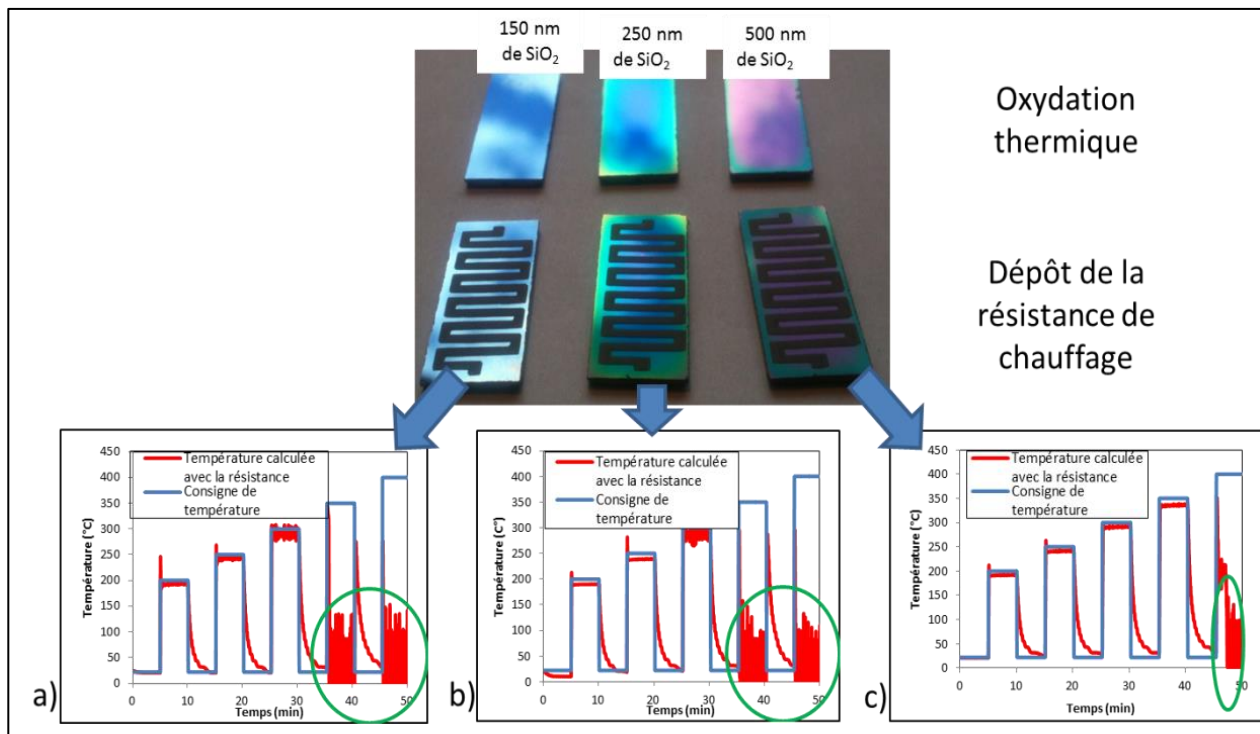 150 nm
de SiO₂
250 nm
de SiO₂
500 nm
de SiO₂
Oxydation
thermique
Dépôt de la
résistance de
chauffage
a)
Température (°C)
450
400
350
300
250
200
150
100
50
0
Température calculée
avec la résistance
Consigne de
température
0
10
20
30
40
50
Temps (min)
b)
Température (C°)
450
400
350
300
250
200
150
100
50
0
Température calculée
avec la résistance
Consigne de
température
0
10
20
30
40
50
Temps (min)
c)
Température (°C)
450
400
350
300
250
200
150
100
50
0
Température calculée
avec la résistance
Consigne de
température
0
10
20
30
40
50
Temps (min)